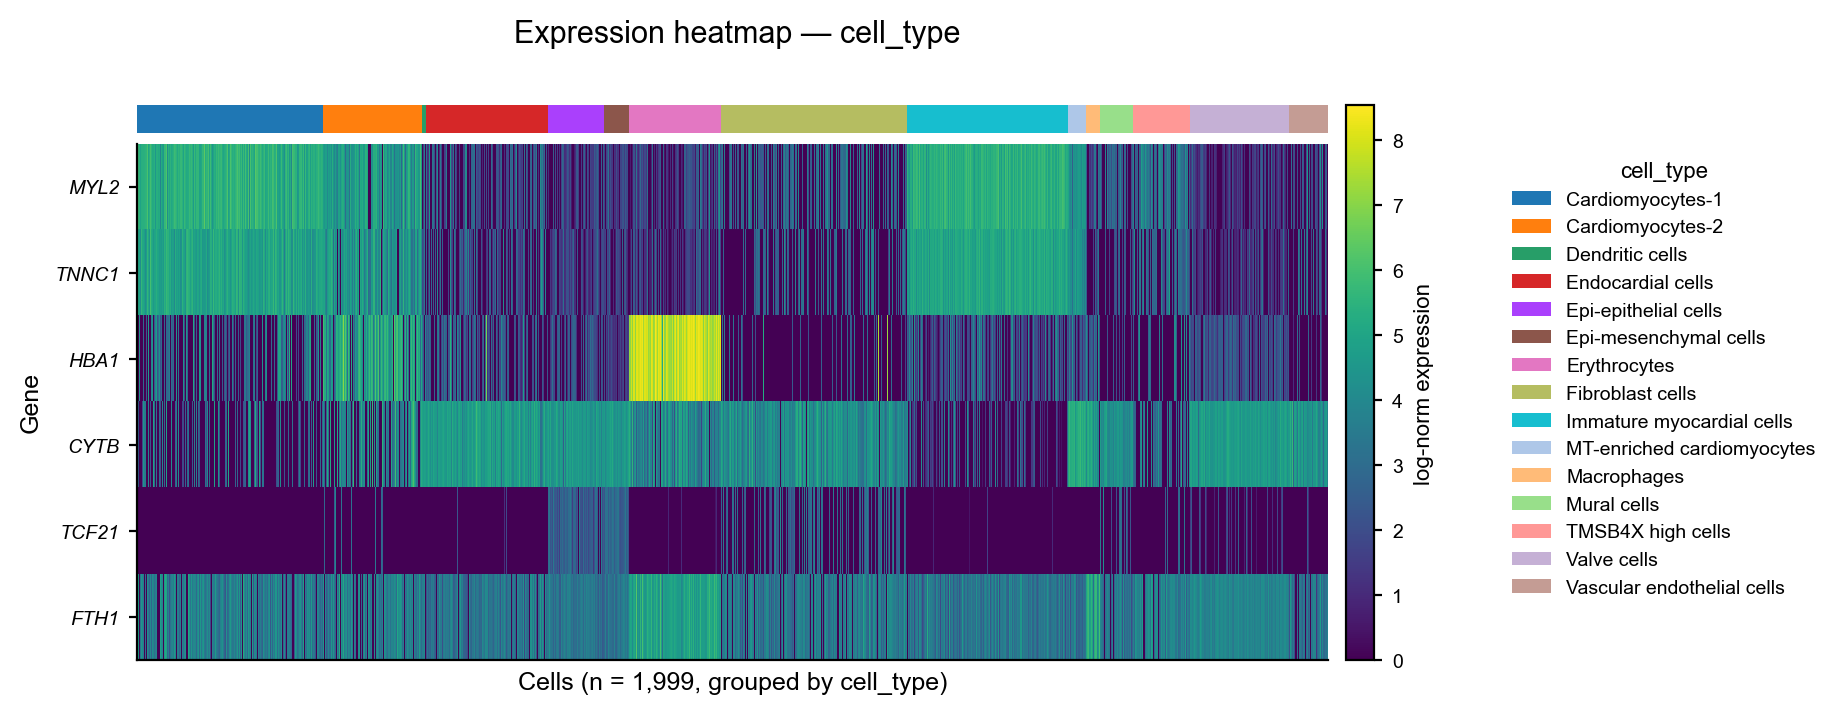 Expression heatmap — cell_type
MYL2
TNNC1
HBA1
CYTB
TCF21
FTH1
Gene
Cells (n = 1,999, grouped by cell_type)
8
7
6
5
4
3
2
1
0
log-norm expression
cell_type
Cardiomyocytes-1
Cardiomyocytes-2
Dendritic cells
Endocardial cells
Epi-epithelial cells
Epi-mesenchymal cells
Erythrocytes
Fibroblast cells
Immature myocardial cells
MT-enriched cardiomyocytes
Macrophages
Mural cells
TMSB4X high cells
Valve cells
Vascular endothelial cells